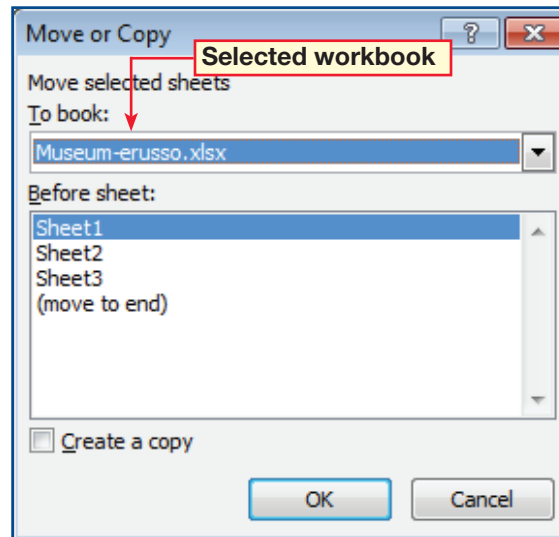 Move or Copy
Selected workbook
Move selected sheets
To book:
Museum-erusso.xlsx
Before sheet:
Sheet1
Sheet2
Sheet3
(move to end)
Create a copy
OK Cancel